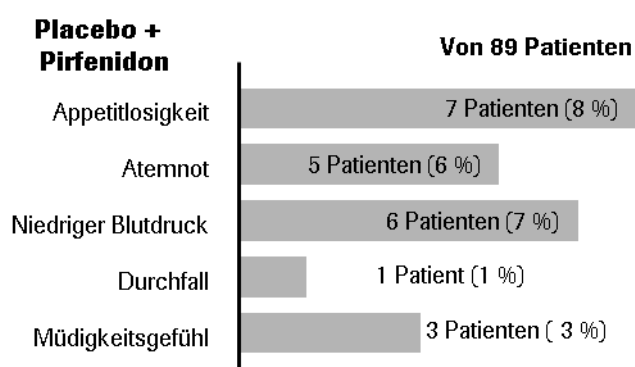 Placebo +
Pirfenidon
Von 89 Patienten
Appetitlosigkeit
7 Patienten (8 %)
Atemnot
5 Patienten (6 %)
Niedriger Blutdruck
6 Patienten (7 %)
Durchfall
1 Patient (1 %)
Müdigkeitsgefühl
3 Patienten ( 3 %)